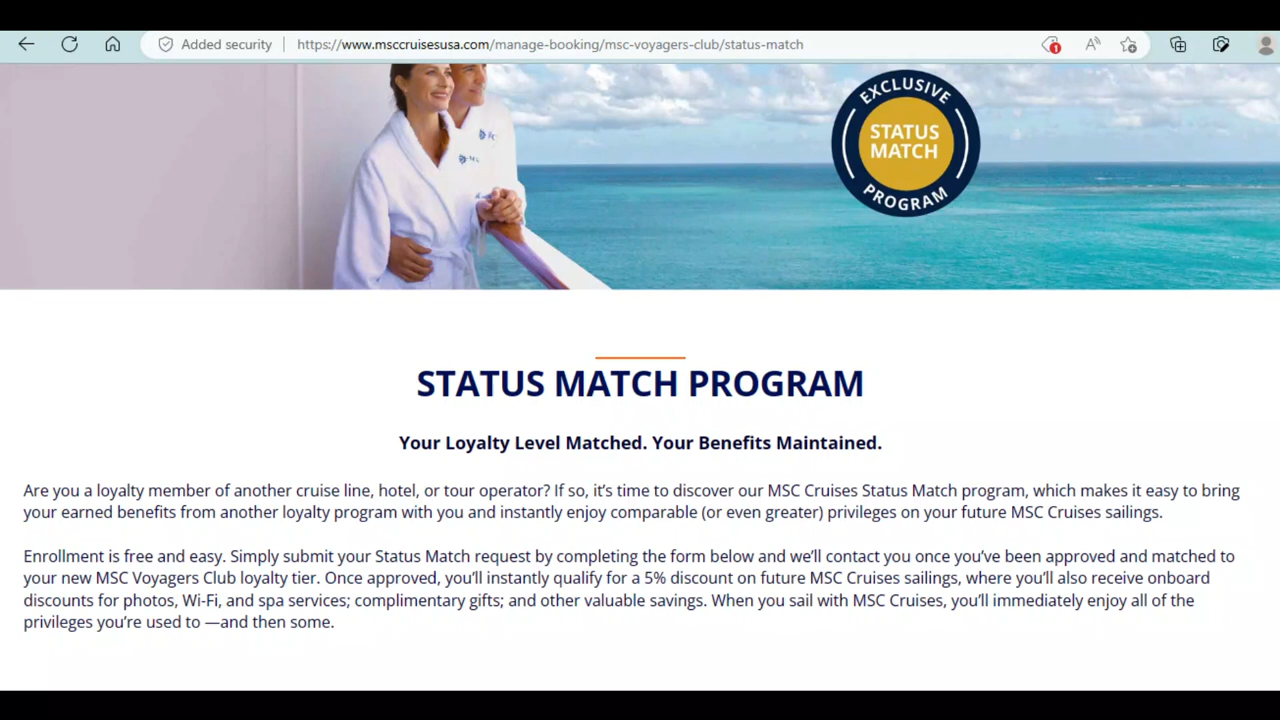 Added security
https://www.msccruisesusa.com/manage-booking/msc-voyagers-club/status-match
1
EXCLUSIVE
STATUS
MATCH
PROGRAM
STATUS MATCH PROGRAM
Your Loyalty Level Matched. Your Benefits Maintained.
Are you a loyalty member of another cruise line, hotel, or tour operator? If so, it’s time to discover our MSC Cruises Status Match program, which makes it easy to bring
your earned benefits from another loyalty program with you and instantly enjoy comparable (or even greater) privileges on your future MSC Cruises sailings.
Enrollment is free and easy. Simply submit your Status Match request by completing the form below and we’ll contact you once you’ve been approved and matched to
your new MSC Voyagers Club loyalty tier. Once approved, you’ll instantly qualify for a 5% discount on future MSC Cruises sailings, where you’ll also receive onboard
discounts for photos, Wi-Fi, and spa services; complimentary gifts; and other valuable savings. When you sail with MSC Cruises, you’ll immediately enjoy all of the
privileges you’re used to —and then some.